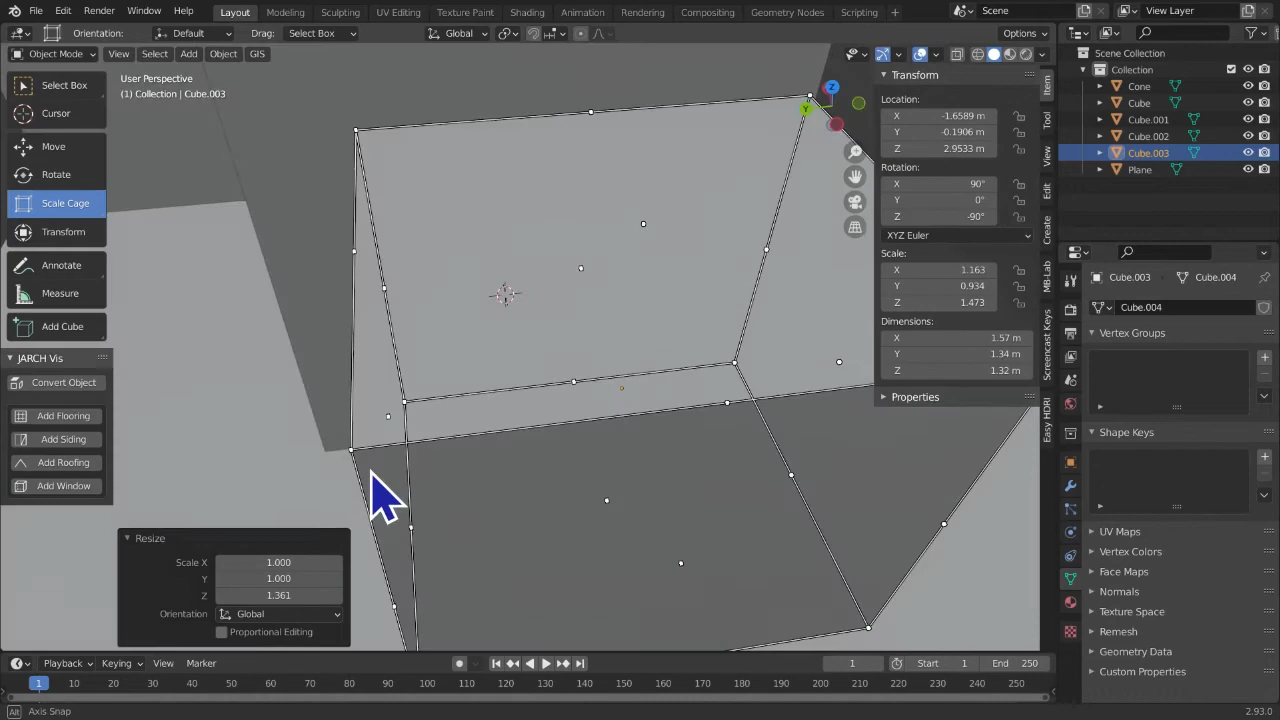 File Edit Render Window Help Layout Modeling Sculpting UV Editing Texture Paint Shading Animation Rendering Compositing Geometry Nodes Scripting + Scene View Layer
Orientation: Default Drag: Select Box Global Options
Object Mode View Select Add Object GIS
User Perspective
(1) Collection | Cube.003
Select Box
Cursor
Move
Rotate
Scale Cage
Transform
Annotate
Measure
Add Cube
JARCH Vis
Convert Object
Add Flooring
Add Siding
Add Roofing
Add Window
Resize
Scale X 1.000
Y 1.000
Z 1.361
Orientation Global
Proportional Editing
Z
Y
Transform
Location:
X -1.6589 m
Y -0.1906 m
Z 2.9533 m
Rotation:
X 90°
Y 0°
Z -90°
XYZ Euler
Scale:
X 1.163
Y 0.934
Z 1.473
Dimensions:
X 1.57 m
Y 1.34 m
Z 1.32 m
Properties
Item
Tool
View
Edit
Create
MB-Lab
Screencast Keys
Easy HDRI
Scene Collection
Collection
Cone
Cube
Cube.001
Cube.002
Cube.003
Plane
Cube.003 Cube.004
Cube.004
Vertex Groups
Shape Keys
UV Maps
Vertex Colors
Face Maps
Normals
Texture Space
Remesh
Geometry Data
Custom Properties
Playback Keying View Marker 1 Start 1 End 250
1 10 20 30 40 50 60 70 80 90 100 110 120 130 140 150 160 170 180 190 200 210 220 230 240 250
Alt Axis Snap 2.93.0